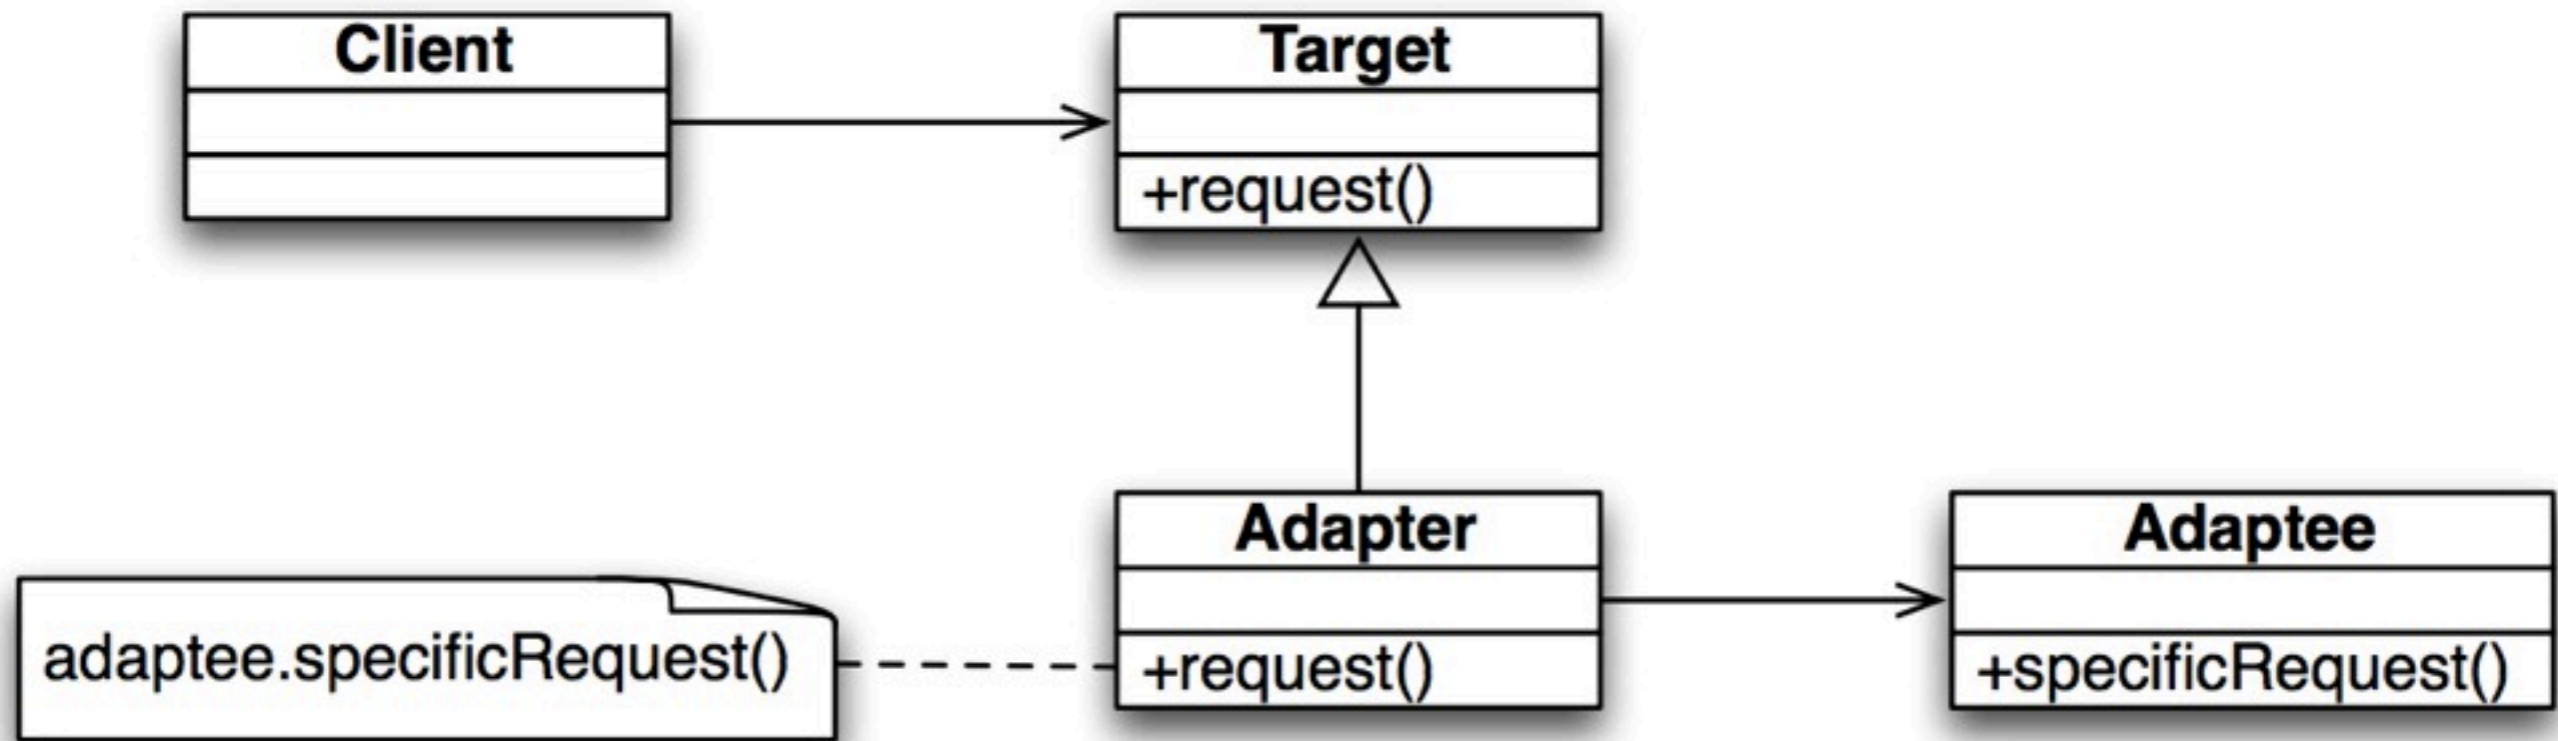 Client
Target
+request()
Adapter
+request()
Adaptee
+specificRequest()
adaptee.specificRequest()